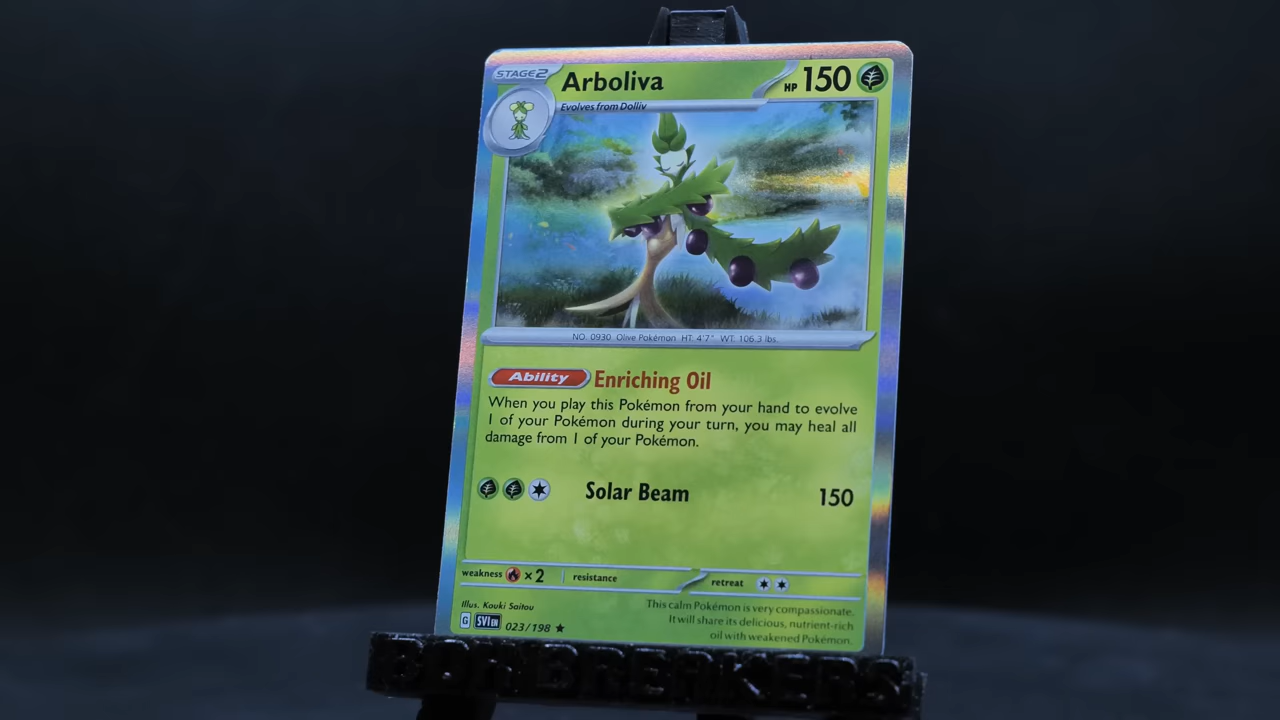 STAGE2
Arboliva
HP 150
Evolves from Dolliv
NO. 0930 Olive Pokémon HT. 4'7" WT. 106.3 lbs.
Ability Enriching Oil
When you play this Pokémon from your hand to evolve
1 of your Pokémon during your turn, you may heal all
damage from 1 of your Pokémon.
Solar Beam 150
weakness ×2 resistance retreat
Illus. Kouki Saitou
This calm Pokémon is very compassionate.
It will share its delicious, nutrient-rich
oil with weakened Pokémon.
G SVI EN 023/198 ★
BOXBREAKERS